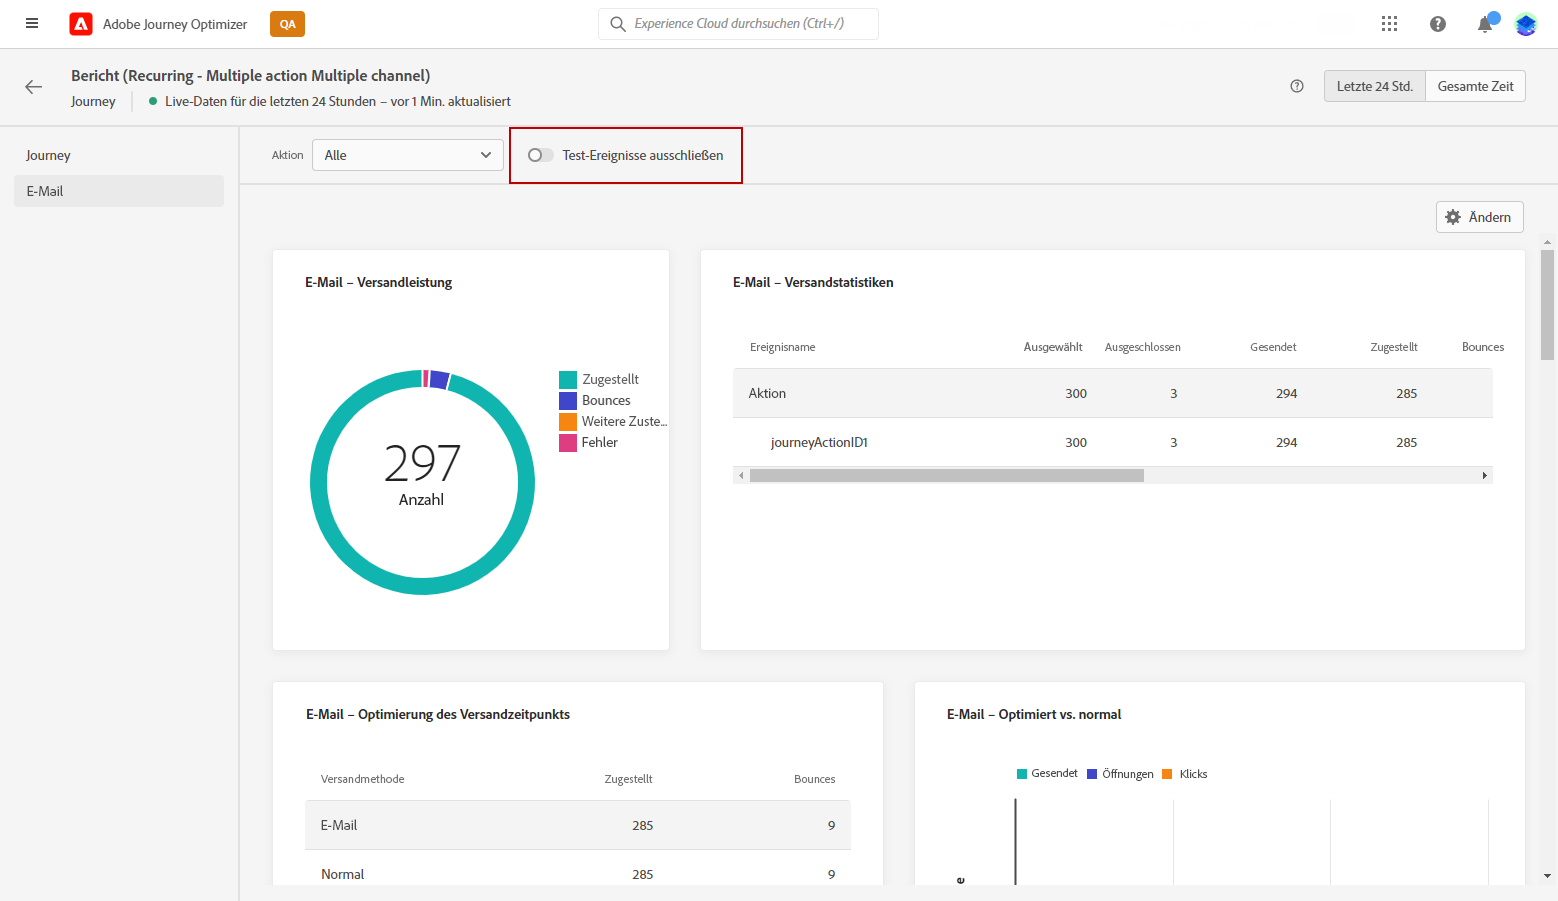 Adobe Journey Optimizer
QA
Experience Cloud durchsuchen (Ctrl+/)
Bericht (Recurring - Multiple action Multiple channel)
Journey
Live-Daten für die letzten 24 Stunden – vor 1 Min. aktualisiert
Letzte 24 Std.
Gesamte Zeit
Journey
E-Mail
Aktion
Alle
Test-Ereignisse ausschließen
Ändern
E-Mail – Versandleistung
297
Anzahl
Zugestellt
Bounces
Weitere Zuste...
Fehler
E-Mail – Versandstatistiken
Ereignisname Ausgewählt Ausgeschlossen Gesendet Zugestellt Bounces
Aktion 300 3 294 285
journeyActionID1 300 3 294 285
E-Mail – Optimierung des Versandzeitpunkts
Versandmethode Zugestellt Bounces
E-Mail 285 9
Normal 285 9
E-Mail – Optimiert vs. normal
Gesendet Öffnungen Klicks